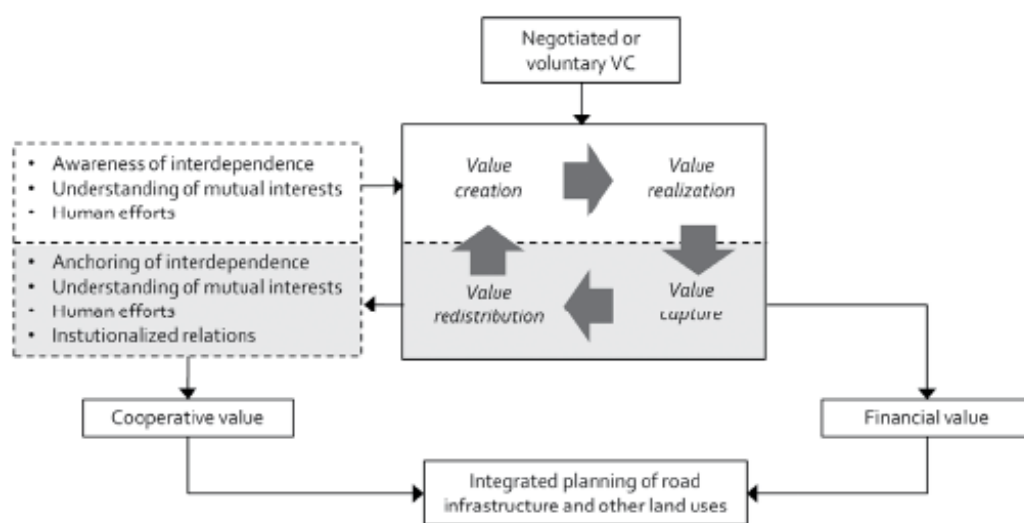 Negotiated or
voluntary VC
• Awareness of interdependence
• Understanding of mutual interests
- Human efforts
Value
creation
Value
realization
• Anchoring of interdependence
• Understanding of mutual interests
- Human efforts
• Instutionalized relations
Value
redistribution
Value
capture
Cooperative value
Financial value
Integrated planning of road
infrastructure and other land uses